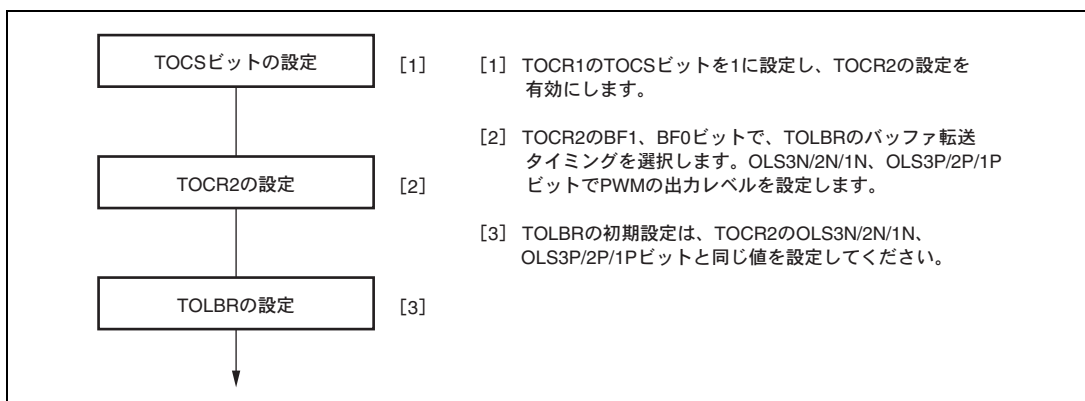 TOCSビットの設定 [1]
TOCR2の設定 [2]
TOLBRの設定 [3]
[1] TOCR1のTOCSビットを1に設定し、TOCR2の設定を
有効にします。
[2] TOCR2のBF1、BF0ビットで、TOLBRのバッファ転送
タイミングを選択します。OLS3N/2N/1N、OLS3P/2P/1P
ビットでPWMの出力レベルを設定します。
[3] TOLBRの初期設定は、TOCR2のOLS3N/2N/1N、
OLS3P/2P/1Pビットと同じ値を設定してください。